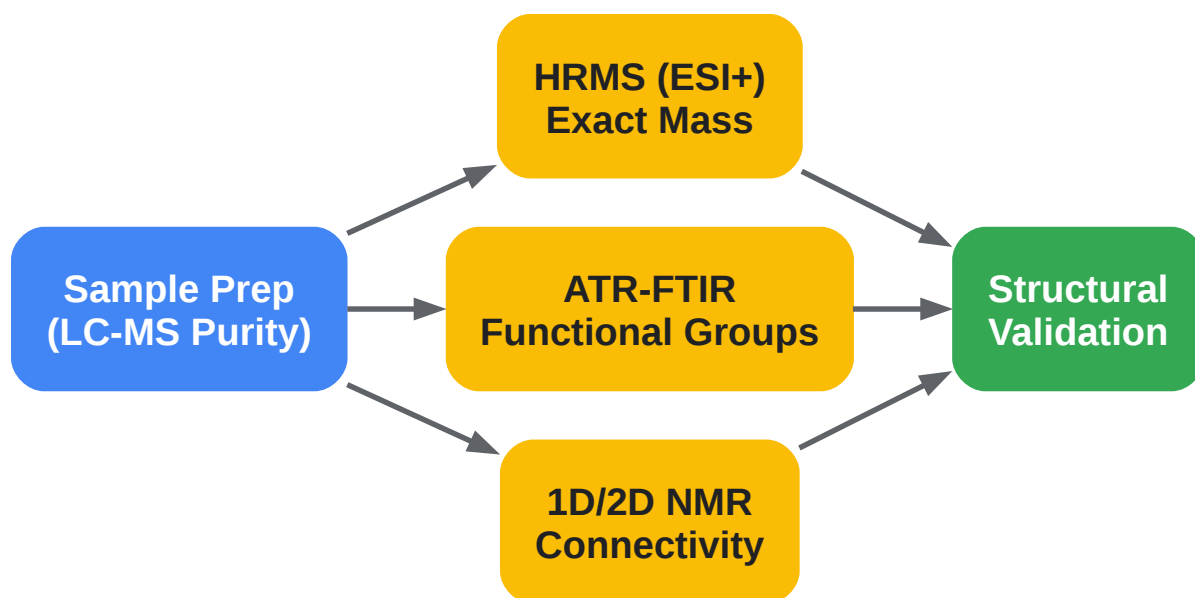 HRMS (ESI+)
Exact Mass
Sample Prep
(LC-MS Purity)
ATR-FTIR
Functional Groups
Structural
Validation
1D/2D NMR
Connectivity